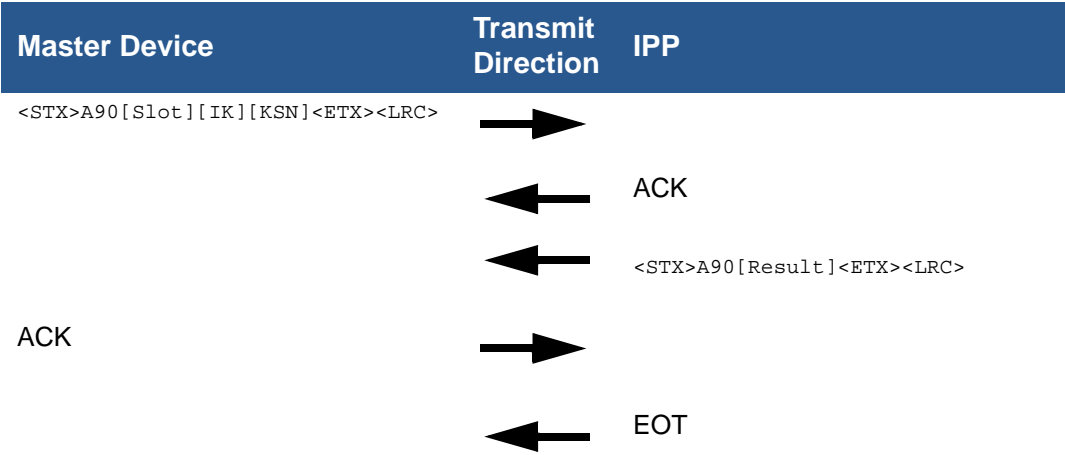 Master Device
Transmit
Direction
IPP
<STX>A90[Slot][IK][KSN]<ETX><LRC>
ACK
<STX>A90[Result]<ETX><LRC>
ACK
EOT